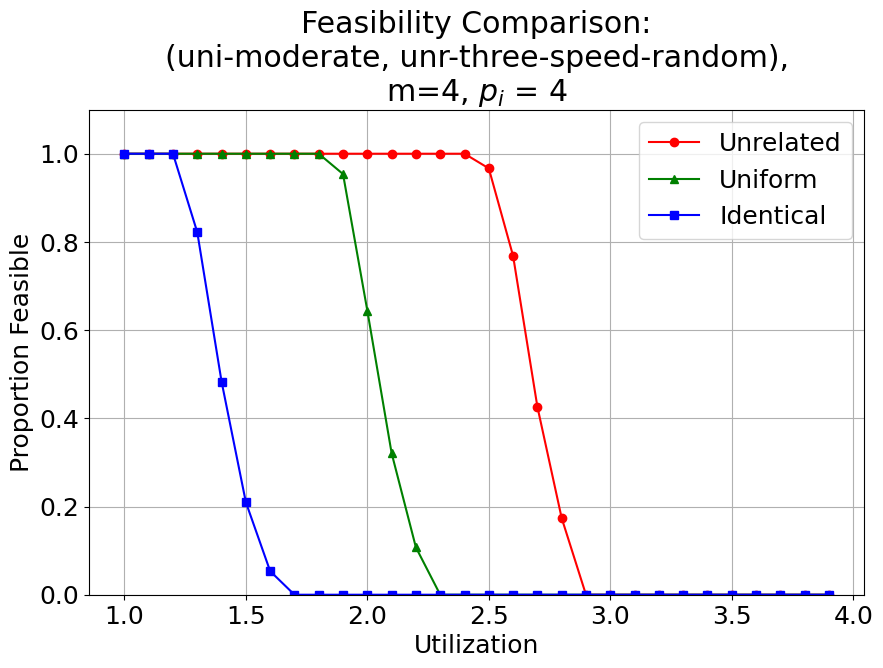 Feasibility Comparison:
(uni-moderate, unr-three-speed-random),
m=4, $p_i$ = 4
Unrelated
Uniform
Identical
Proportion Feasible
1.0
0.8
0.6
0.4
0.2
0.0
1.0 1.5 2.0 2.5 3.0 3.5 4.0
Utilization